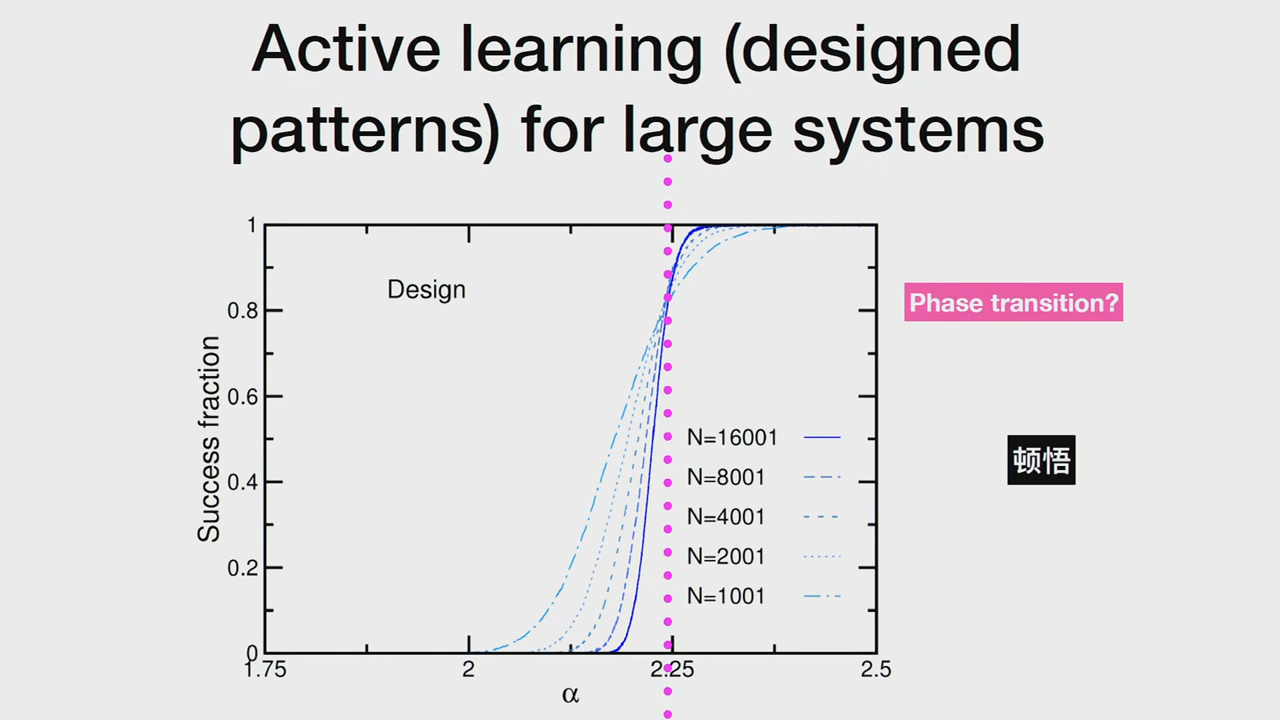 Active learning (designed
patterns) for large systems
1
Design
Phase transition?
0.8
Success fraction
0.6
N=16001
顿悟
0.4
N=8001
N=4001
N=2001
0.2
N=1001
0
1.75
2
2.25
2.5
α